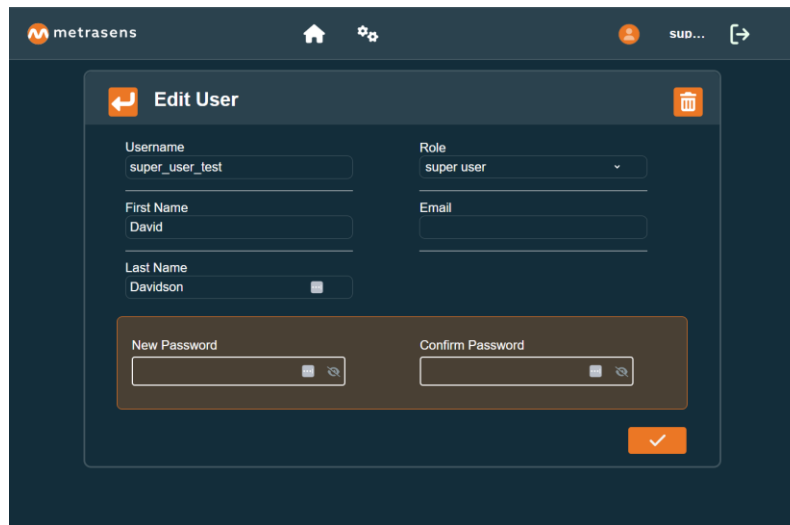 metrasens
sup...
Edit User
Username
super_user_test
Role
super user
First Name
David
Email
Last Name
Davidson
New Password
Confirm Password